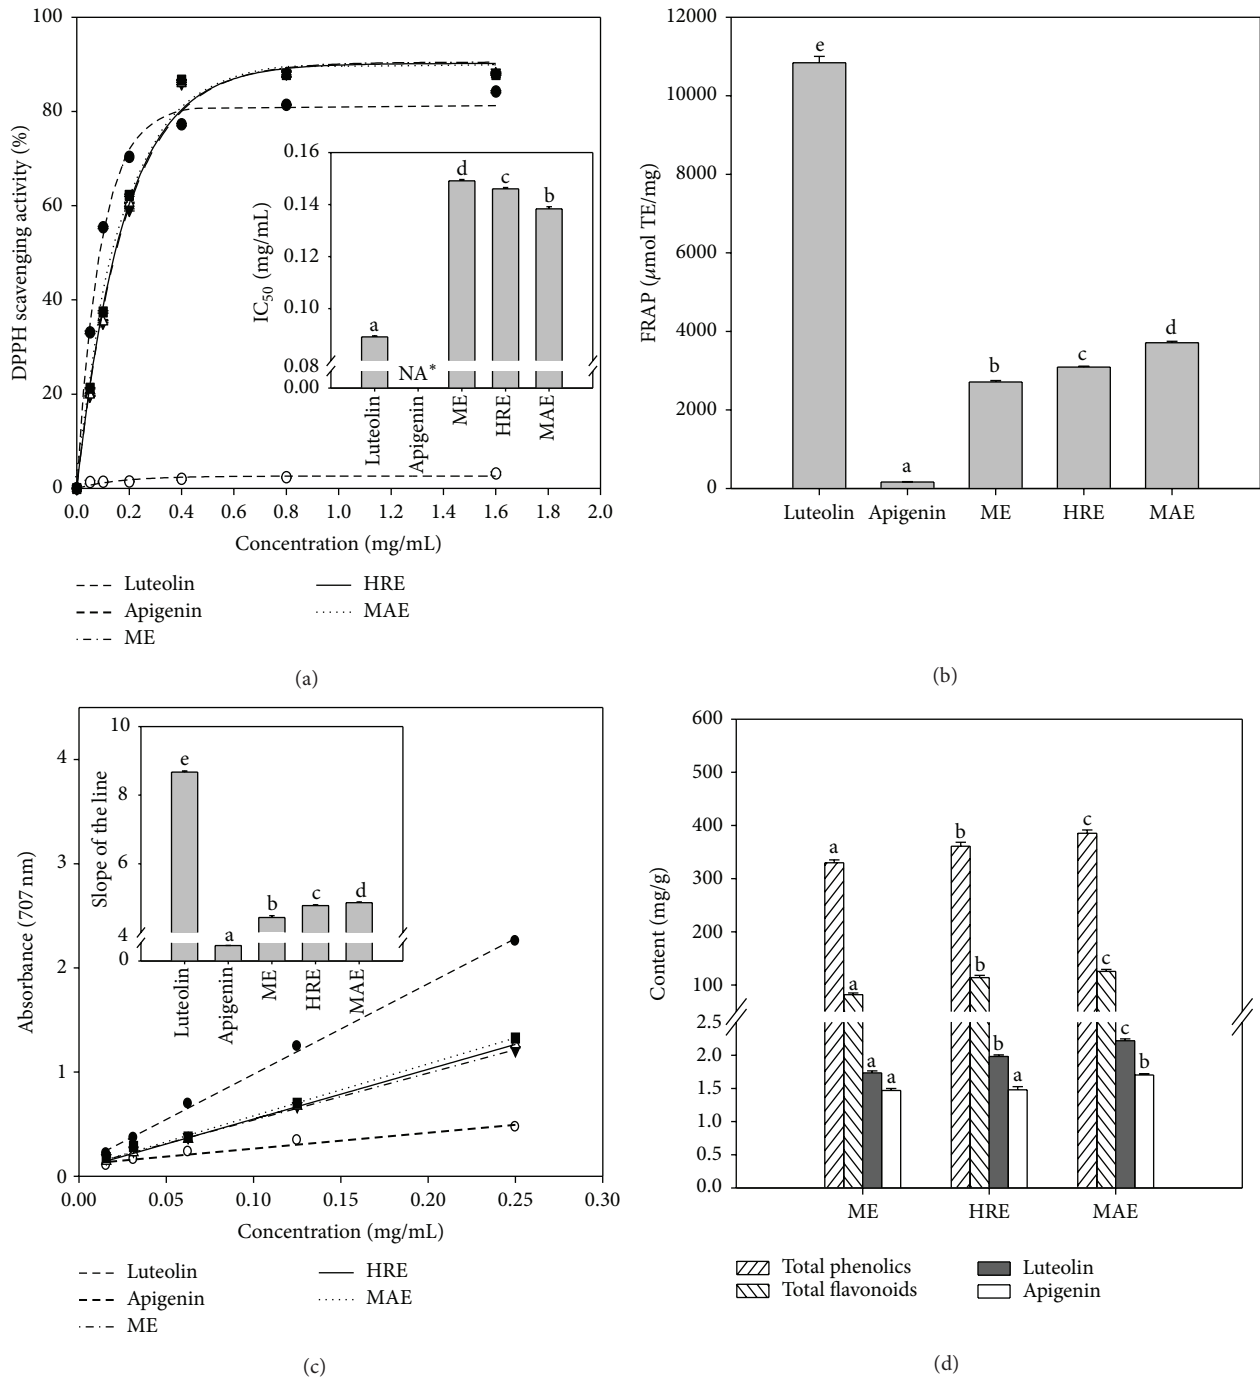 100
80
60
40
20
0
DPPH scavenging activity (%)
0.0 0.2 0.4 0.6 0.8 1.0 1.2 1.4 1.6 1.8 2.0
Concentration (mg/mL)
0.16
0.14
0.12
0.10
0.08
0.00
IC50 (mg/mL)
a
NA*
d
c
b
Luteolin
Apigenin
ME
HRE
MAE
Luteolin
Apigenin
ME
HRE
MAE
(a)
12000
10000
8000
6000
4000
2000
0
FRAP (μmol TE/mg)
e
a
b
c
d
Luteolin Apigenin ME HRE MAE
(b)
4
3
2
1
0
Absorbance (707 nm)
0.00 0.05 0.10 0.15 0.20 0.25 0.30
Concentration (mg/mL)
10
8
6
4
0
Slope of the line
e
a
b
c
d
Luteolin
Apigenin
ME
HRE
MAE
Luteolin
Apigenin
ME
HRE
MAE
(c)
600
500
400
300
200
100
2.5
2.0
1.5
1.0
0.5
0.0
Content (mg/g)
a
a
a
a
b
b
b
a
c
c
c
b
ME HRE MAE
Total phenolics
Total flavonoids
Luteolin
Apigenin
(d)